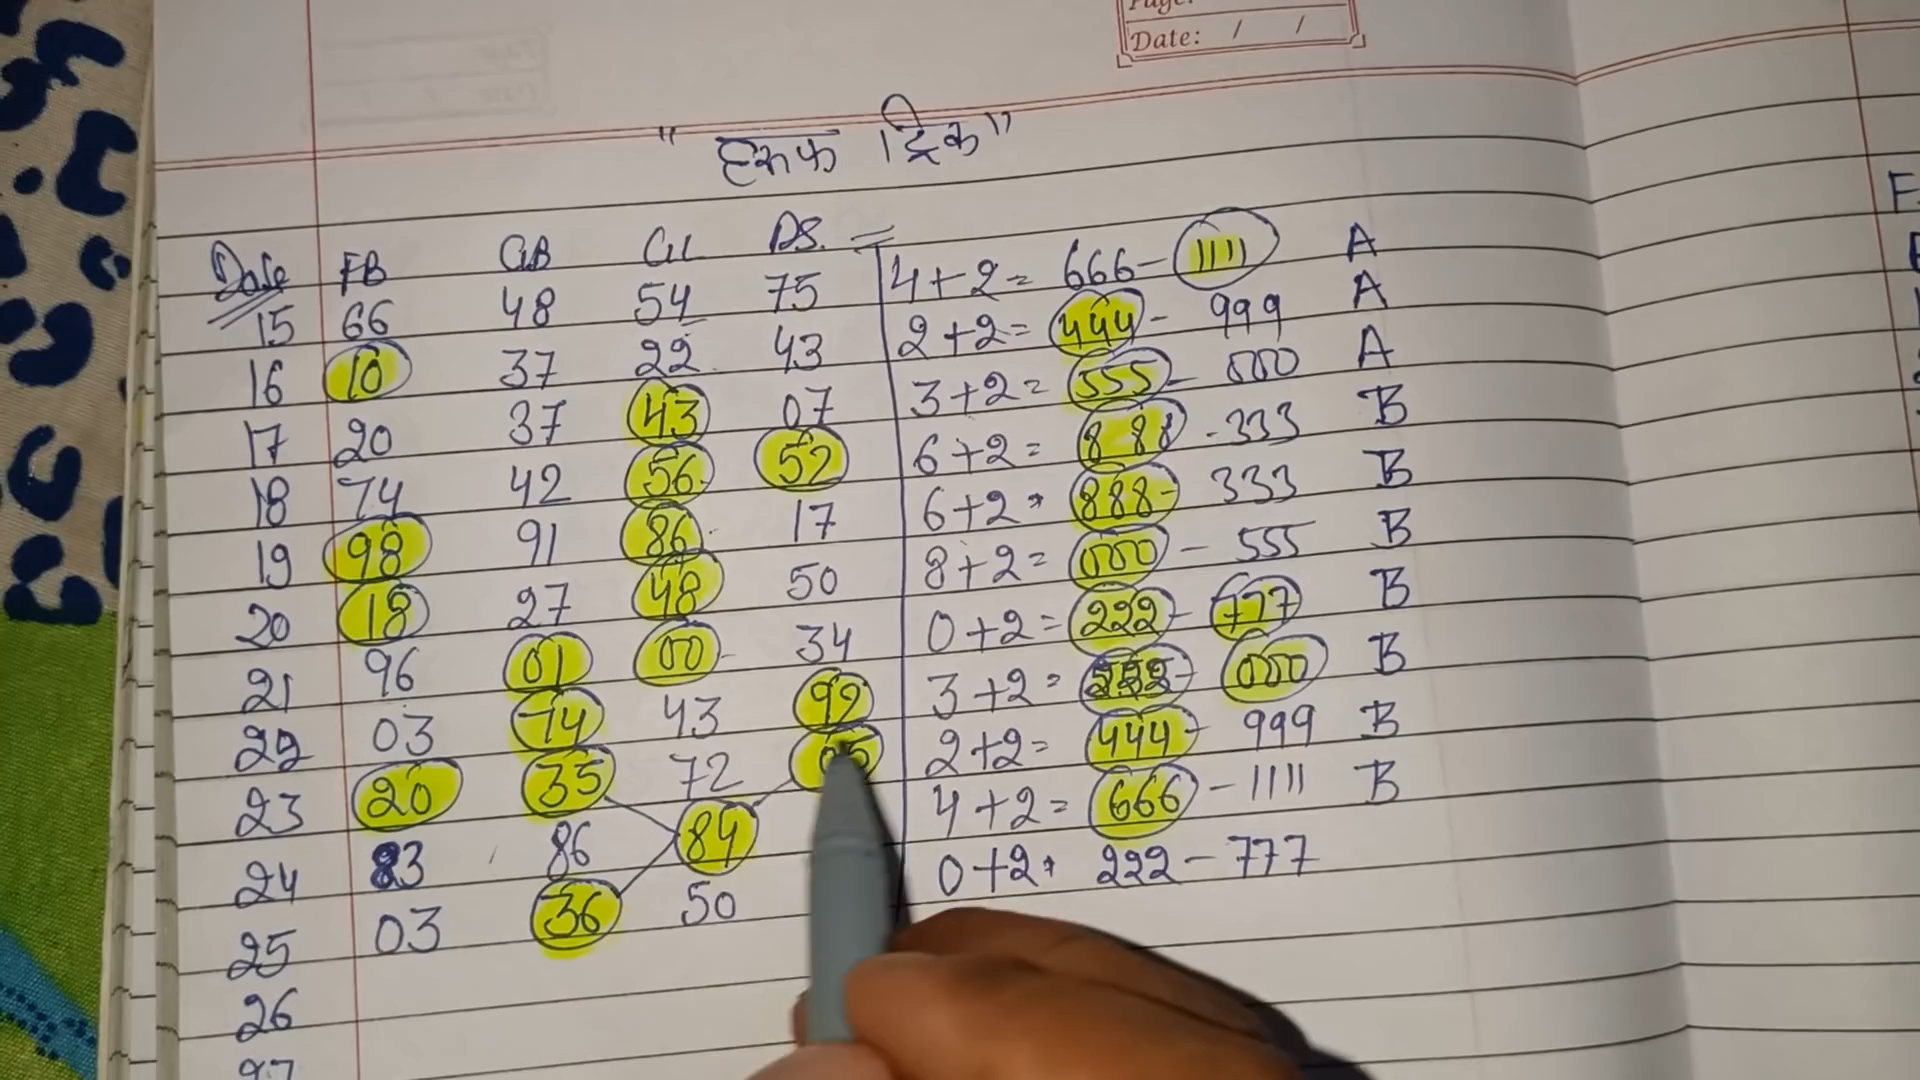 Page:
Date: / /
" हरूफ ट्रिक "
Date FB GB GL DS. 4+2= 666- 1111 A
15 66 48 54 75 2+2= 444- 999 A
16 10 37 22 43 3+2= 555- 000 A
17 20 37 43 07 6+2= 888 -333 B
18 74 42 56 52 6+2= 888- 333 B
19 98 91 86 17 8+2= 000 - 555 B
20 18 27 48 50 0+2= 222- 777 B
21 96 01 00 34 3+2= - 000 B
22 03 74 43 92 2+2= 444- 999 B
23 20 35 72 4+2= 666 -1111 B
24 83 86 84 0+2= 222-777
25 03 36 50
26
27